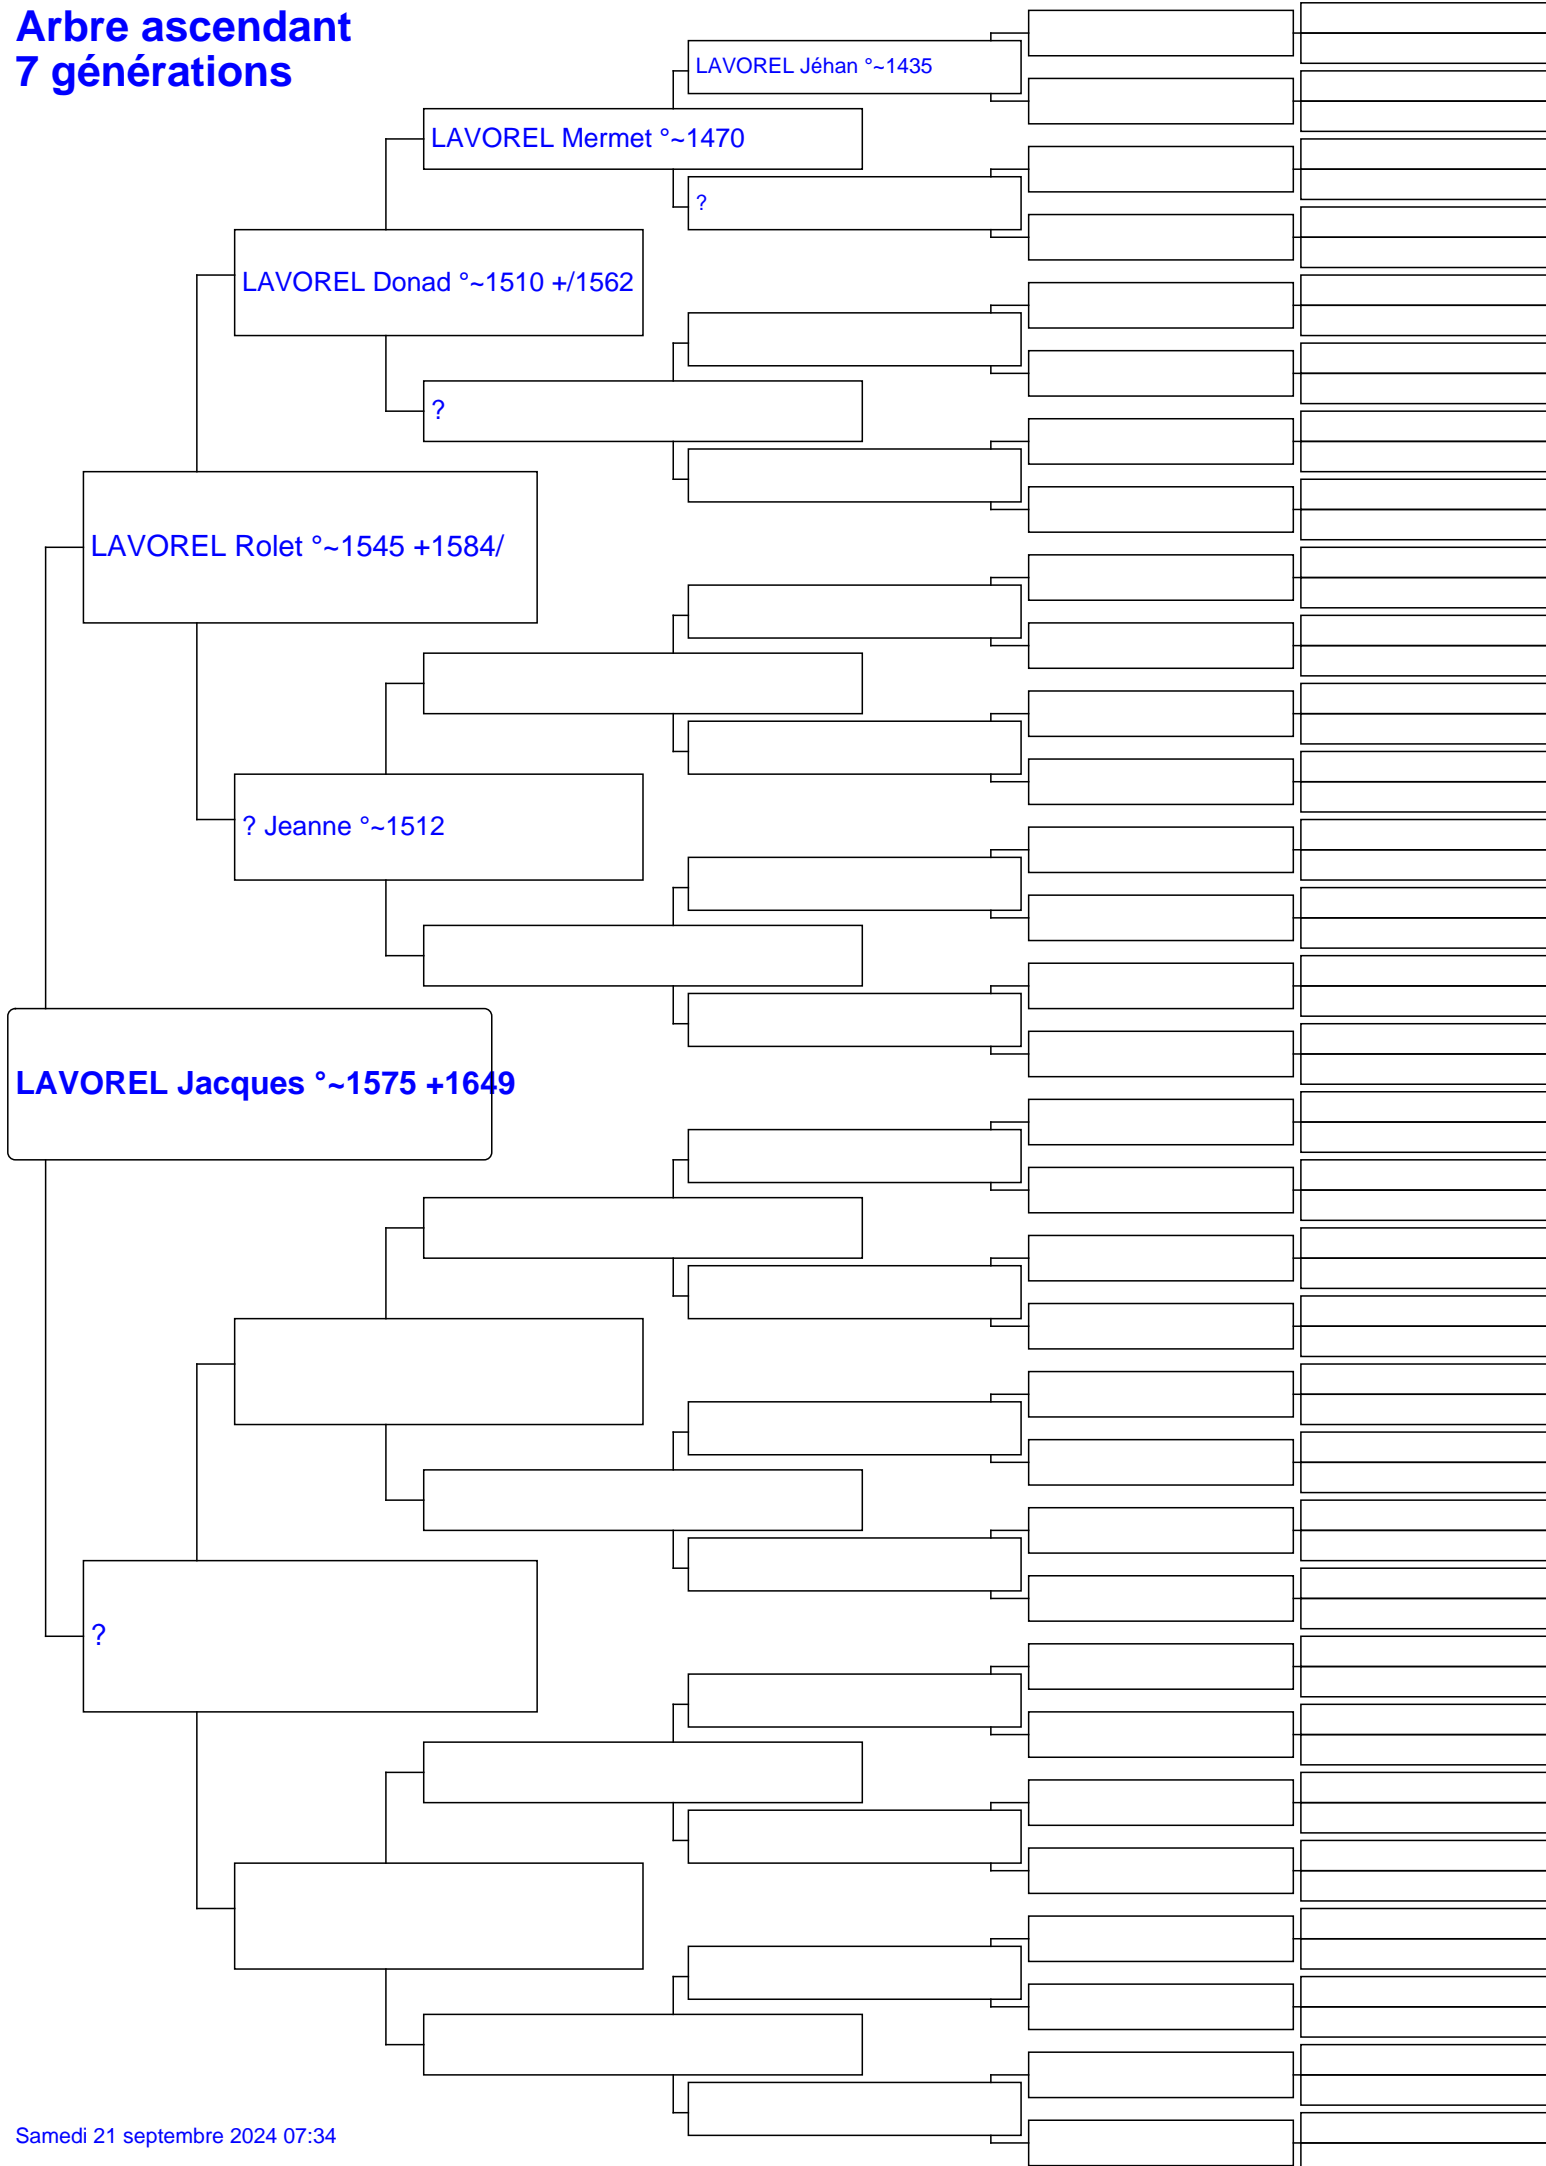 Arbre ascendant
7 générations
LAVOREL Jéhan °~1435
LAVOREL Mermet °~1470
?
LAVOREL Donad °~1510 +/1562
?
LAVOREL Rolet °~1545 +1584/
? Jeanne °~1512
LAVOREL Jacques °~1575 +1649
?
Samedi 21 septembre 2024 07:34